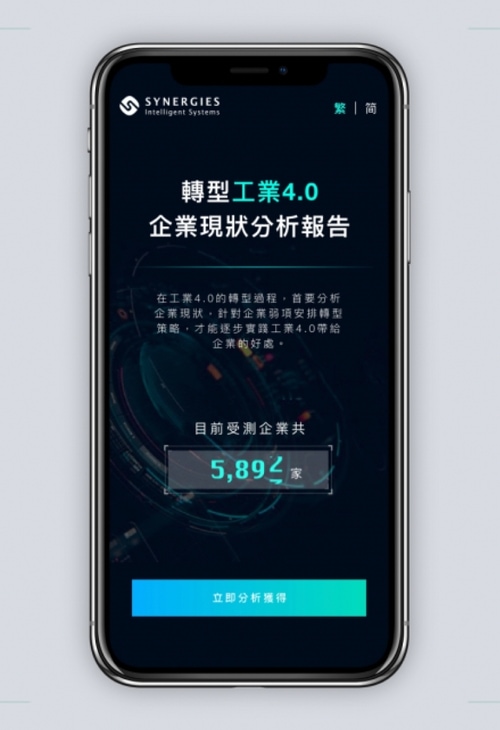 SYNERGIES
Intelligent Systems
繁 | 简
轉型工業4.0
企業現狀分析報告
在工業4.0的轉型過程，首要分析
企業現狀，針對企業弱項安排轉型
策略，才能逐步實踐工業4.0帶給
企業的好處。
目前受測企業共
家
立即分析獲得